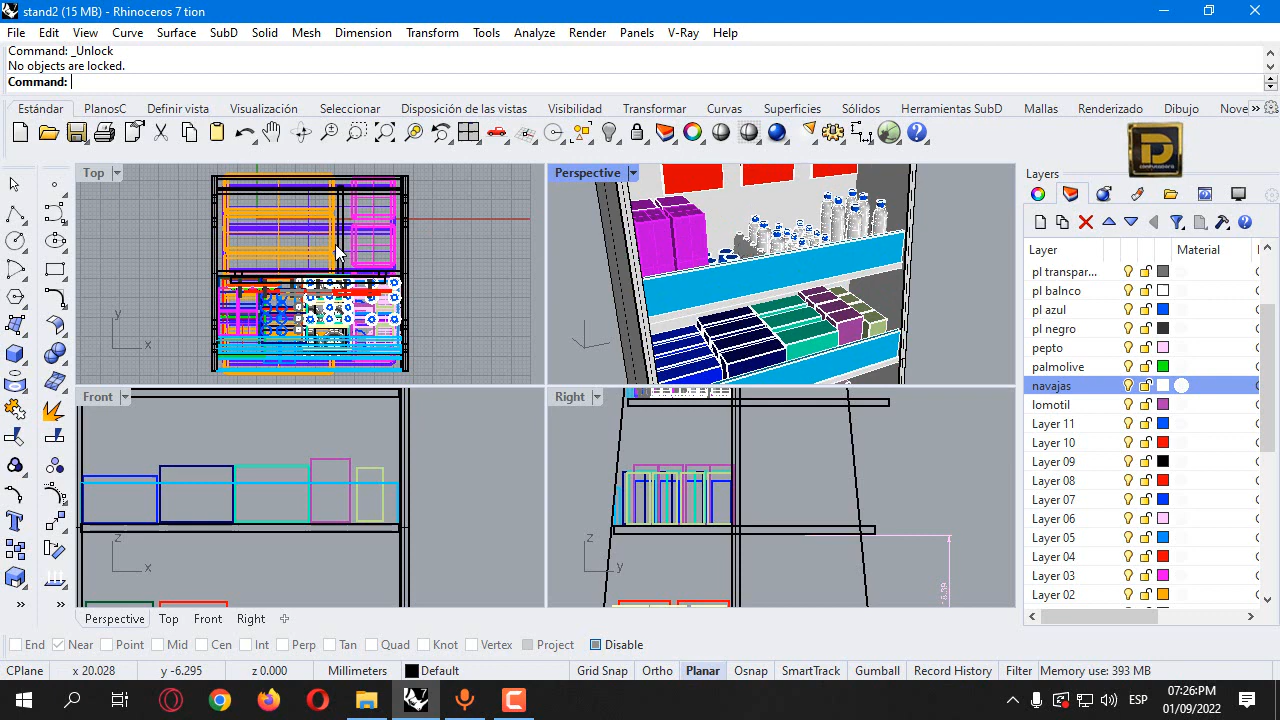 stand2 (15 MB) - Rhinoceros 7 tion
File Edit View Curve Surface SubD Solid Mesh Dimension Transform Tools Analyze Render Panels V-Ray Help
Command: _Unlock
No objects are locked.
Command:
Estándar PlanosC Definir vista Visualización Seleccionar Disposición de las vistas Visibilidad Transformar Curvas Superficies Sólidos Herramientas SubD Mallas Renderizado Dibujo Nove
Top
Perspective
Layers
Layer Material
pl transpar...
pl balnco
pl azul
pl negro
pepto
palmolive
navajas
lomotil
Layer 11
Layer 10
Layer 09
Layer 08
Layer 07
Layer 06
Layer 05
Layer 04
Layer 03
Layer 02
y
x
Front
Right
z
x
z
y
Perspective Top Front Right
End Near Point Mid Cen Int Perp Tan Quad Knot Vertex Project Disable
CPlane x 20.028 y -6.295 z 0.000 Millimeters Default Grid Snap Ortho Planar Osnap SmartTrack Gumball Record History Filter Memory use: 393 MB
ESP
07:26PM
01/09/2022